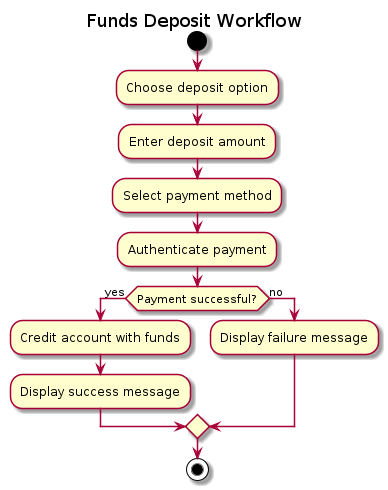 Funds Deposit Workflow
Choose deposit option
Enter deposit amount
Select payment method
Authenticate payment
Payment successful?
yes
no
Credit account with funds
Display failure message
Display success message